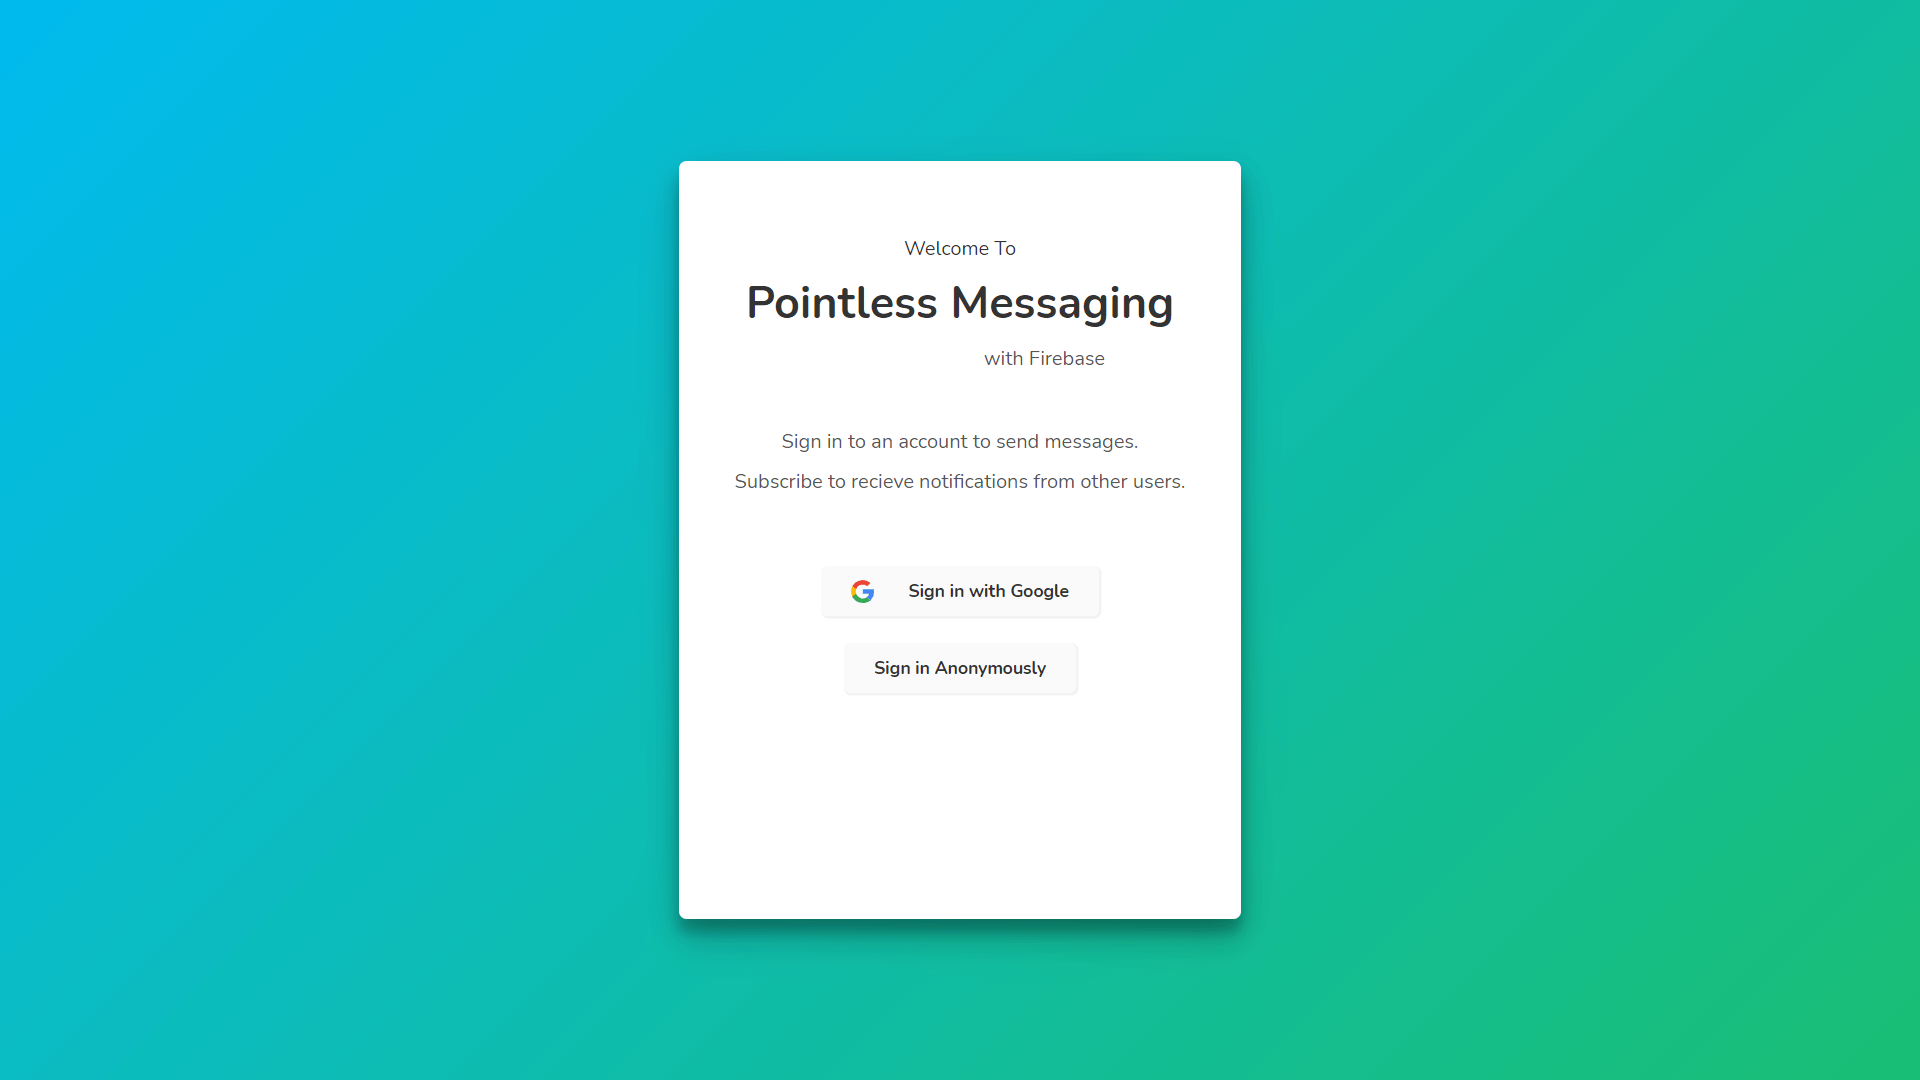 Welcome To
Pointless Messaging
with Firebase
Sign in to an account to send messages.
Subscribe to recieve notifications from other users.
Sign in with Google
Sign in Anonymously